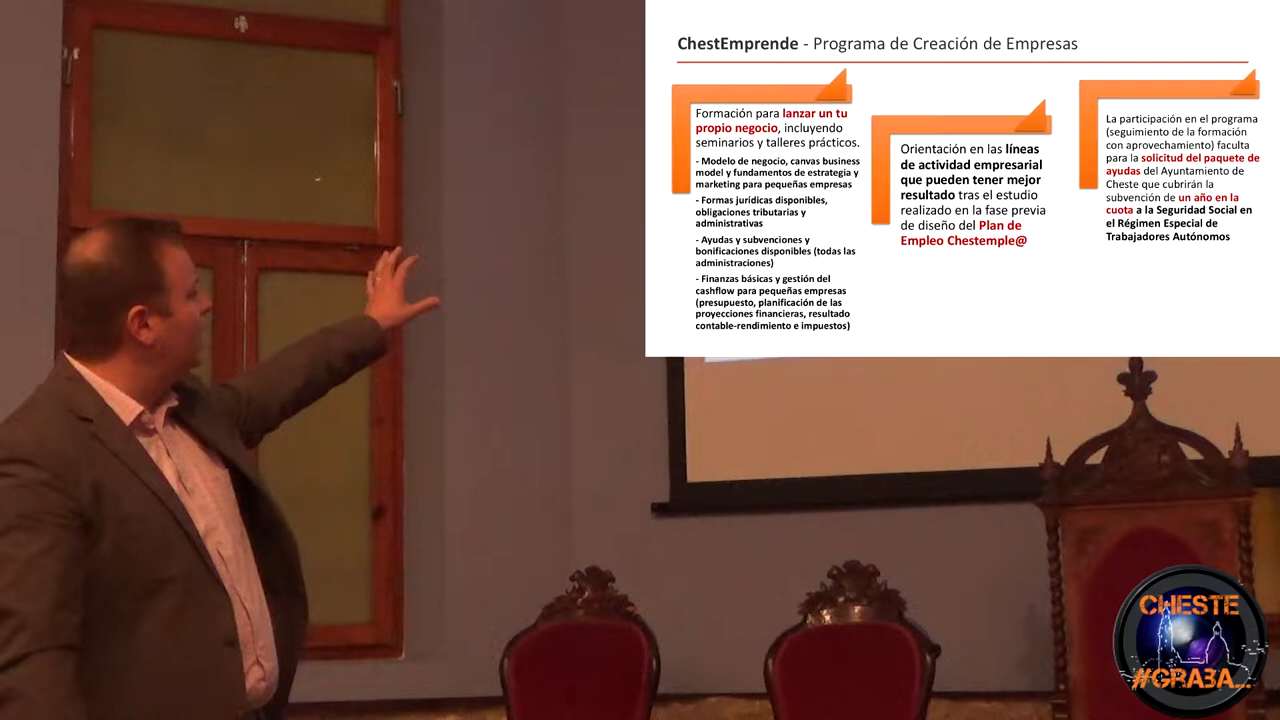 ChestEmprende - Programa de Creación de Empresas
Formación para lanzar un tu
propio negocio, incluyendo
seminarios y talleres prácticos.
- Modelo de negocio, canvas business
model y fundamentos de estrategia y
marketing para pequeñas empresas
- Formas jurídicas disponibles,
obligaciones tributarias y
administrativas
- Ayudas y subvenciones y
bonificaciones disponibles (todas las
administraciones)
- Finanzas básicas y gestión del
cashflow para pequeñas empresas
(presupuesto, planificación de las
proyecciones financieras, resultado
contable-rendimiento e impuestos)
Orientación en las líneas
de actividad empresarial
que pueden tener mejor
resultado tras el estudio
realizado en la fase previa
de diseño del Plan de
Empleo Chestemple@
La participación en el programa
(seguimiento de la formación
con aprovechamiento) faculta
para la solicitud del paquete de
ayudas del Ayuntamiento de
Cheste que cubrirán la
subvención de un año en la
cuota a la Seguridad Social en
el Régimen Especial de
Trabajadores Autónomos
CHESTE
#GRABA...